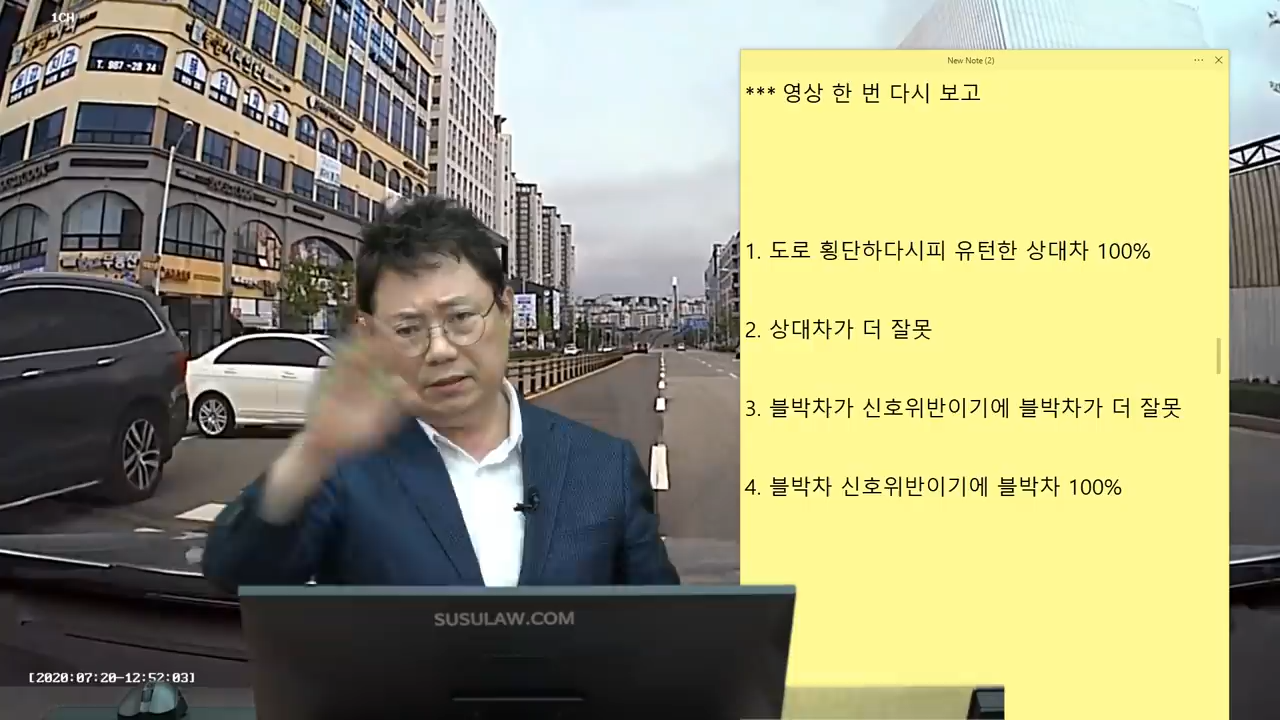 1CH
T. 987-2874
New Note (2)
*** 영상 한 번 다시 보고
1. 도로 횡단하다시피 유턴한 상대차 100%
2. 상대차가 더 잘못
3. 블박차가 신호위반이기에 블박차가 더 잘못
4. 블박차 신호위반이기에 블박차 100%
SUSULAW.COM
[2020:07:20-12:52:03]